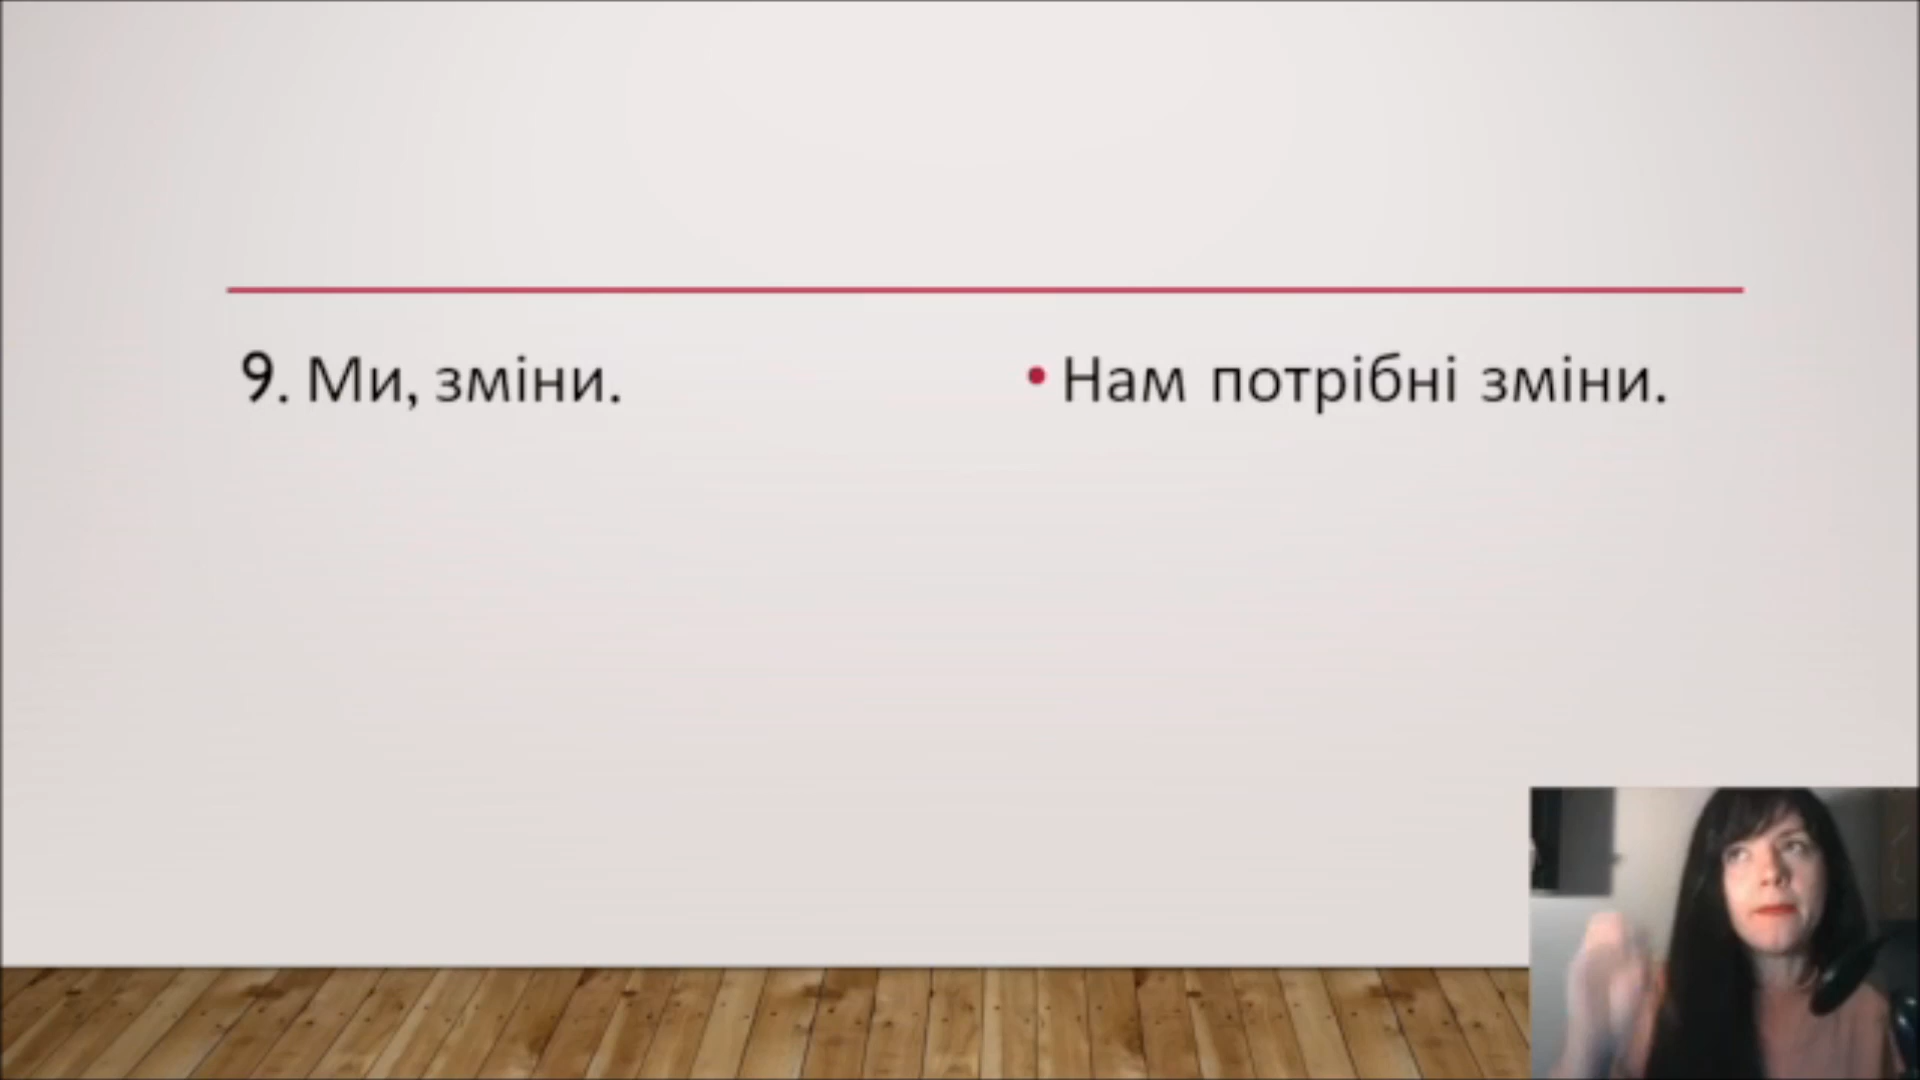 9. Ми, зміни.
• Нам потрібні зміни.